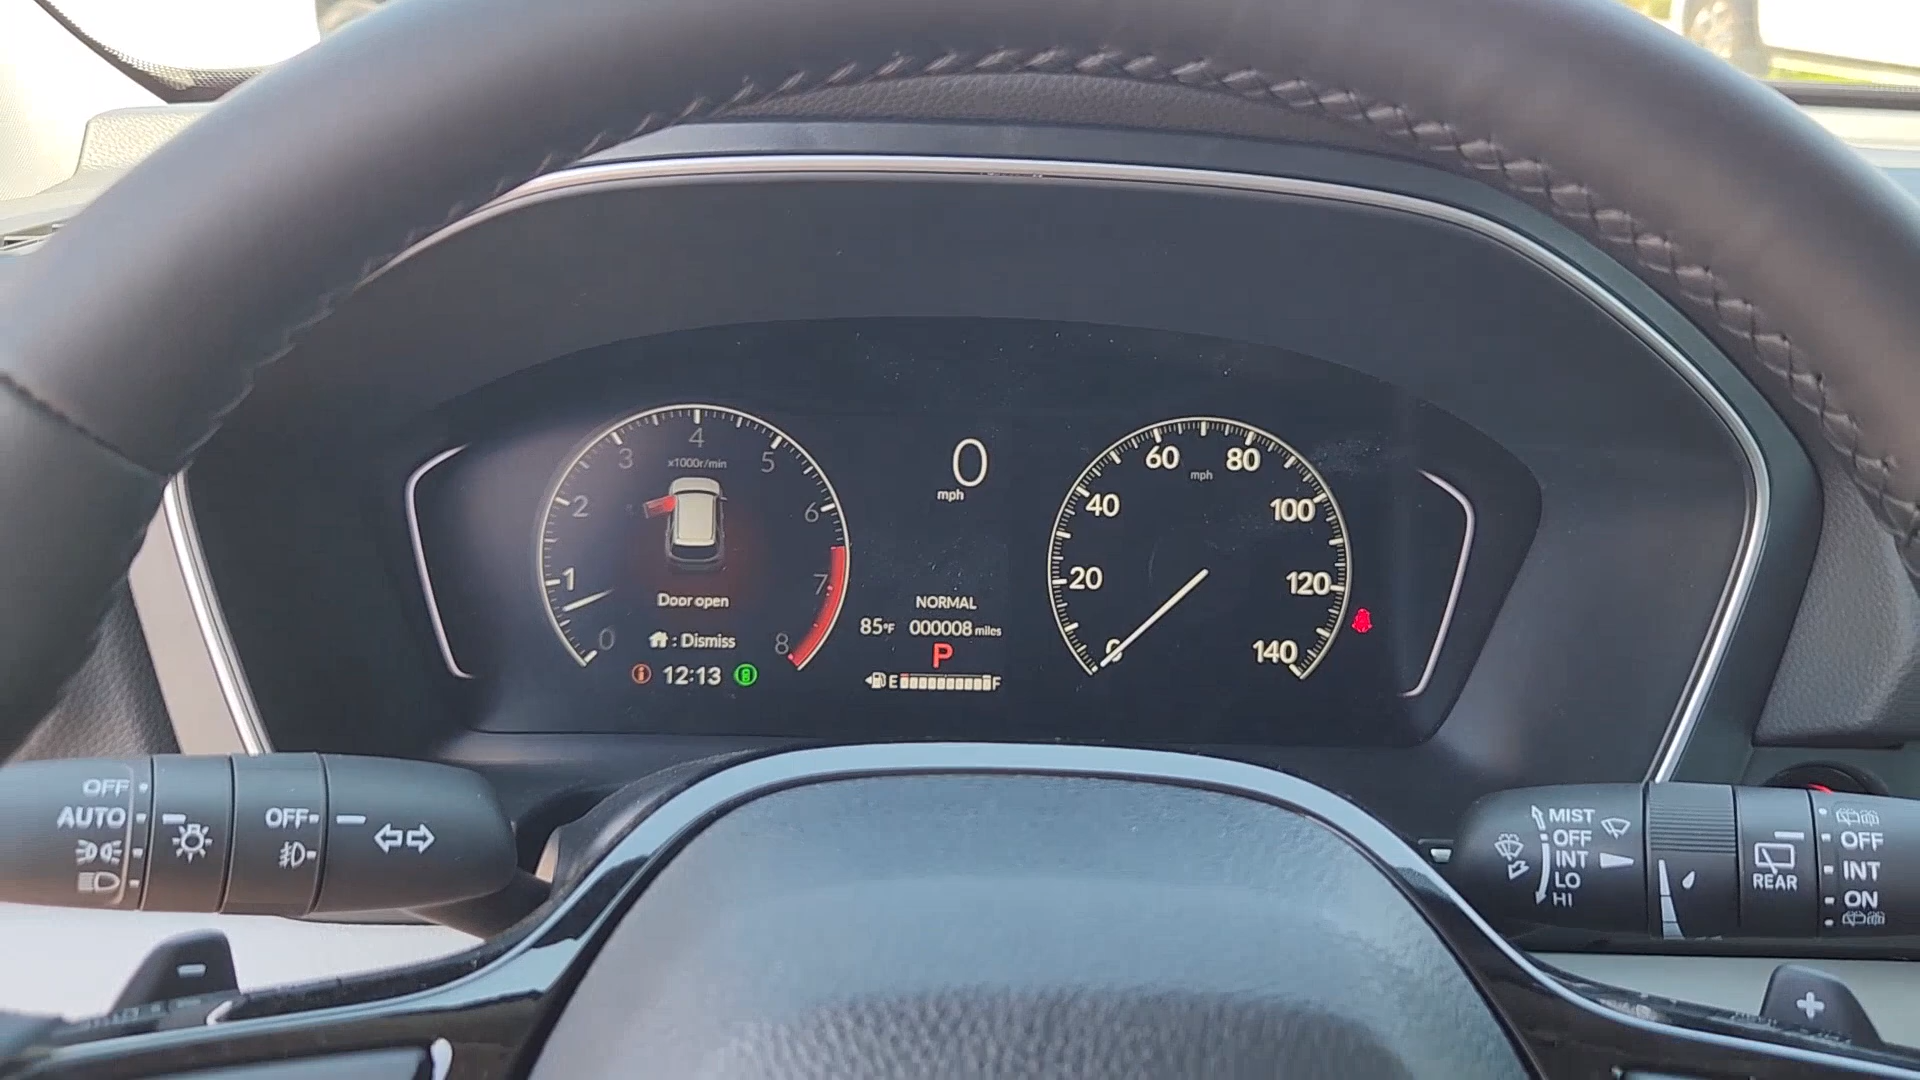 4
3
5
x1000r/min
2
6
1
7
0
8
Door open
: Dismiss
12:13
0
mph
NORMAL
85°F 000008 miles
P
E F
60
80
mph
40
100
20
120
0
140
OFF
AUTO
OFF
MIST
OFF
INT
LO
HI
REAR
OFF
INT
ON
-
+